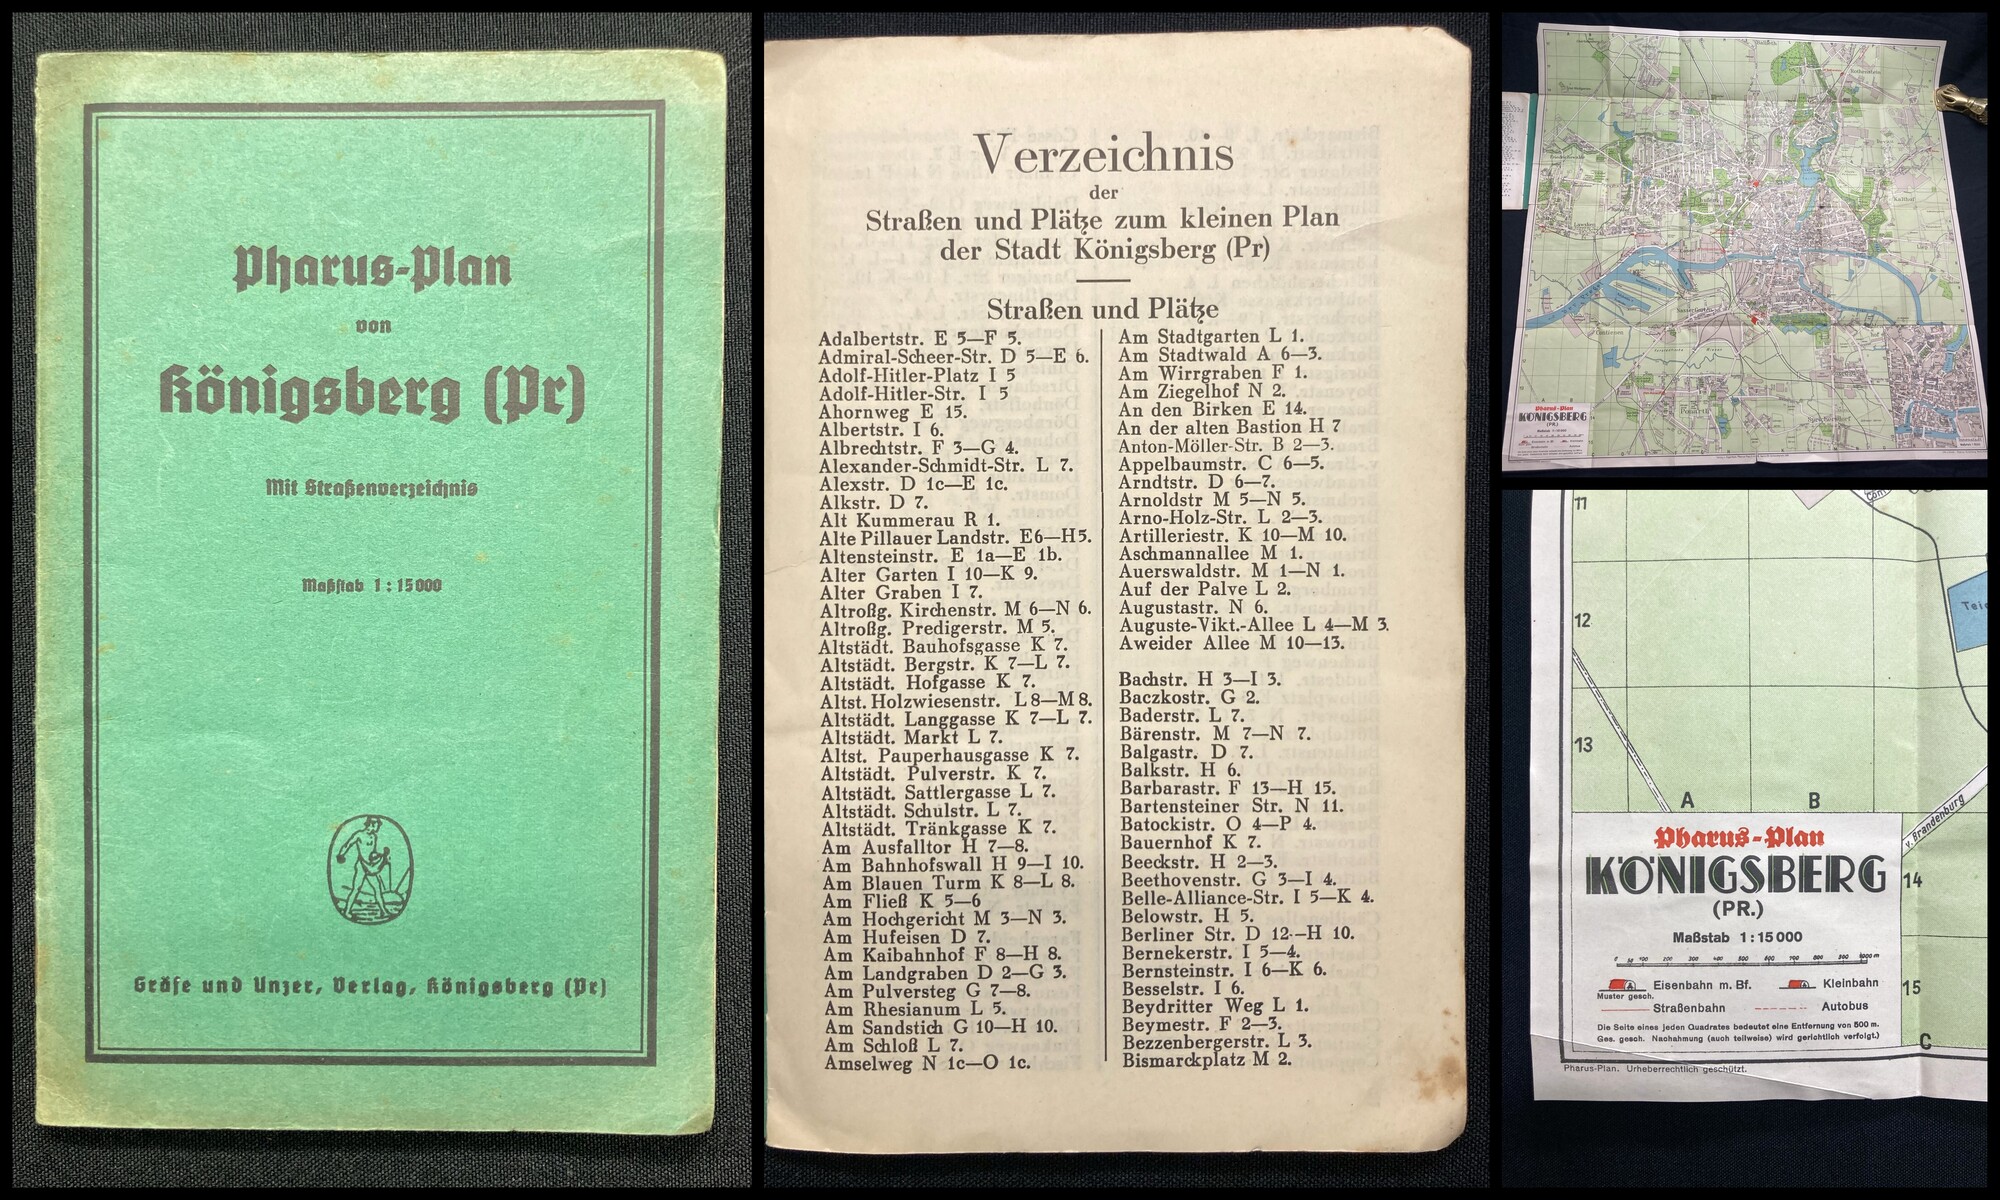 Pharus-Plan
von
Königsberg (Pr)
Mit Straßenverzeichnis
Maßstab 1 : 15000
Gräfe und Unzer, Verlag, Königsberg (Pr)
Verzeichnis
der
Straßen und Plätze zum kleinen Plan
der Stadt Königsberg (Pr)
Straßen und Plätze
Adalbertstr. E 5—F 5.
Admiral-Scheer-Str. D 5—E 6.
Adolf-Hitler-Platz I 5
Adolf-Hitler-Str. I 5
Ahornweg E 15.
Albertstr. I 6.
Albrechtstr. F 3—G 4.
Alexander-Schmidt-Str. L 7.
Alexstr. D 1c—E 1c.
Alkstr. D 7.
Alt Kummerau R 1.
Alte Pillauer Landstr. E6—H5.
Altensteinstr. E 1a—E 1b.
Alter Garten I 10—K 9.
Alter Graben I 7.
Altroßg. Kirchenstr. M 6—N 6.
Altroßg. Predigerstr. M 5.
Altstädt. Bauhofsgasse K 7.
Altstädt. Bergstr. K 7—L 7.
Altstädt. Hofgasse K 7.
Altst. Holzwiesenstr. L 8—M 8.
Altstädt. Langgasse K 7—L 7.
Altstädt. Markt L 7.
Altst. Pauperhausgasse K 7.
Altstädt. Pulverstr. K 7.
Altstädt. Sattlergasse L 7.
Altstädt. Schulstr. L 7.
Altstädt. Tränkgasse K 7.
Am Ausfalltor H 7—8.
Am Bahnhofswall H 9—I 10.
Am Blauen Turm K 8—L 8.
Am Fließ K 5—6
Am Hochgericht M 3—N 3.
Am Hufeisen D 7.
Am Kaibahnhof F 8—H 8.
Am Landgraben D 2—G 3.
Am Pulversteg G 7—8.
Am Rhesianum L 5.
Am Sandstich G 10—H 10.
Am Schloß L 7.
Amselweg N 1c—O 1c.
Am Stadtgarten L 1.
Am Stadtwald A 6—3.
Am Wirrgraben F 1.
Am Ziegelhof N 2.
An den Birken E 14.
An der alten Bastion H 7
Anton-Möller-Str. B 2—3.
Appelbaumstr. C 6—5.
Arndtstr. D 6—7.
Arnoldstr M 5—N 5.
Arno-Holz-Str. L 2—3.
Artilleriestr. K 10—M 10.
Aschmannallee M 1.
Auerswaldstr. M 1—N 1.
Auf der Palve L 2.
Augustastr. N 6.
Auguste-Vikt.-Allee L 4—M 3.
Aweider Allee M 10—13.
Bachstr. H 3—I 3.
Baczkostr. G 2.
Baderstr. L 7.
Bärenstr. M 7—N 7.
Balgastr. D 7.
Balkstr. H 6.
Barbarastr. F 13—H 15.
Bartensteiner Str. N 11.
Batockistr. O 4—P 4.
Bauernhof K 7.
Beeckstr. H 2—3.
Beethovenstr. G 3—I 4.
Belle-Alliance-Str. I 5—K 4.
Belowstr. H 5.
Berliner Str. D 12—H 10.
Bernekerstr. I 5—4.
Bernsteinstr. I 6—K 6.
Besselstr. I 6.
Beydritter Weg L 1.
Beymestr. F 2—3.
Bezzenbergerstr. L 3.
Bismarckplatz M 2.
Pharus-Plan
KÖNIGSBERG
(PR.)
11
12
13
A B
v. Brandenburg
Pharus-Plan
KÖNIGSBERG
(PR.)
Maßstab 1:15000
0 50 100 200 300 400 500 600 700 800 900 1000 m
Eisenbahn m. Bf. Kleinbahn
Muster gesch.
Straßenbahn Autobus
Die Seite eines jeden Quadrates bedeutet eine Entfernung von 500 m.
Ges. gesch. Nachahmung (auch teilweise) wird gerichtlich verfolgt.)
14
15
C
Pharus-Plan. Urheberrechtlich geschützt.